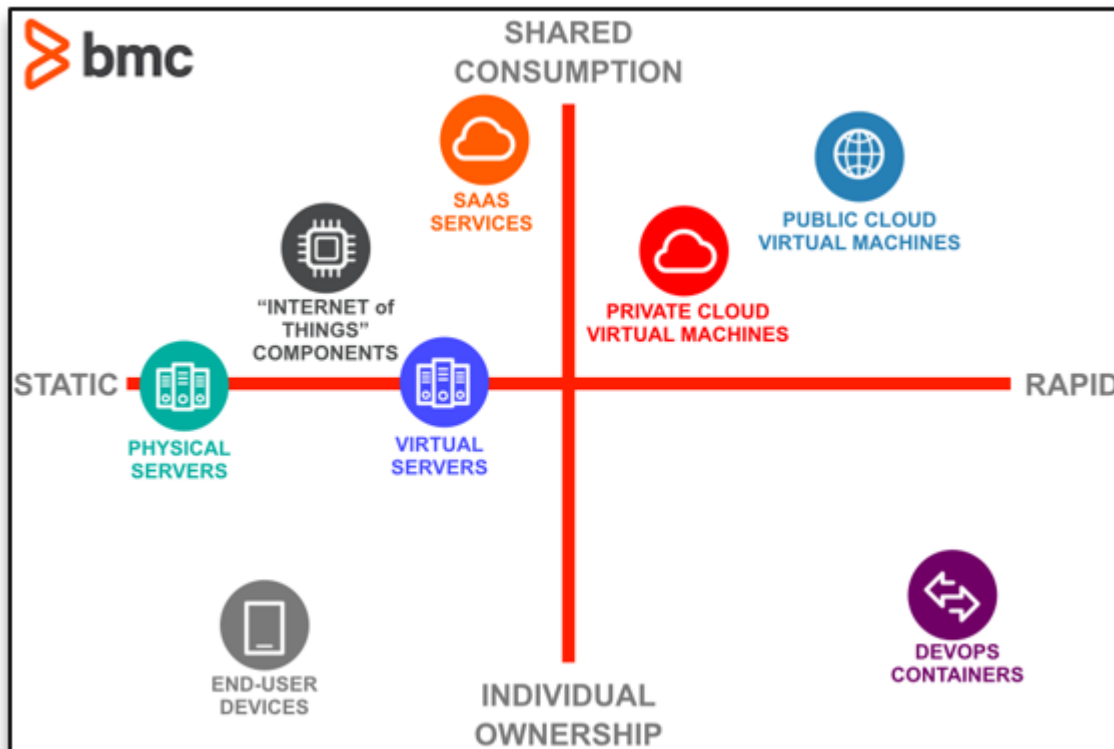 bmc
SHARED
CONSUMPTION
SAAS
SERVICES
PUBLIC CLOUD
VIRTUAL MACHINES
“INTERNET of
THINGS”
COMPONENTS
PRIVATE CLOUD
VIRTUAL MACHINES
STATIC
RAPID
PHYSICAL
SERVERS
VIRTUAL
SERVERS
END-USER
DEVICES
DEVOPS
CONTAINERS
INDIVIDUAL
OWNERSHIP